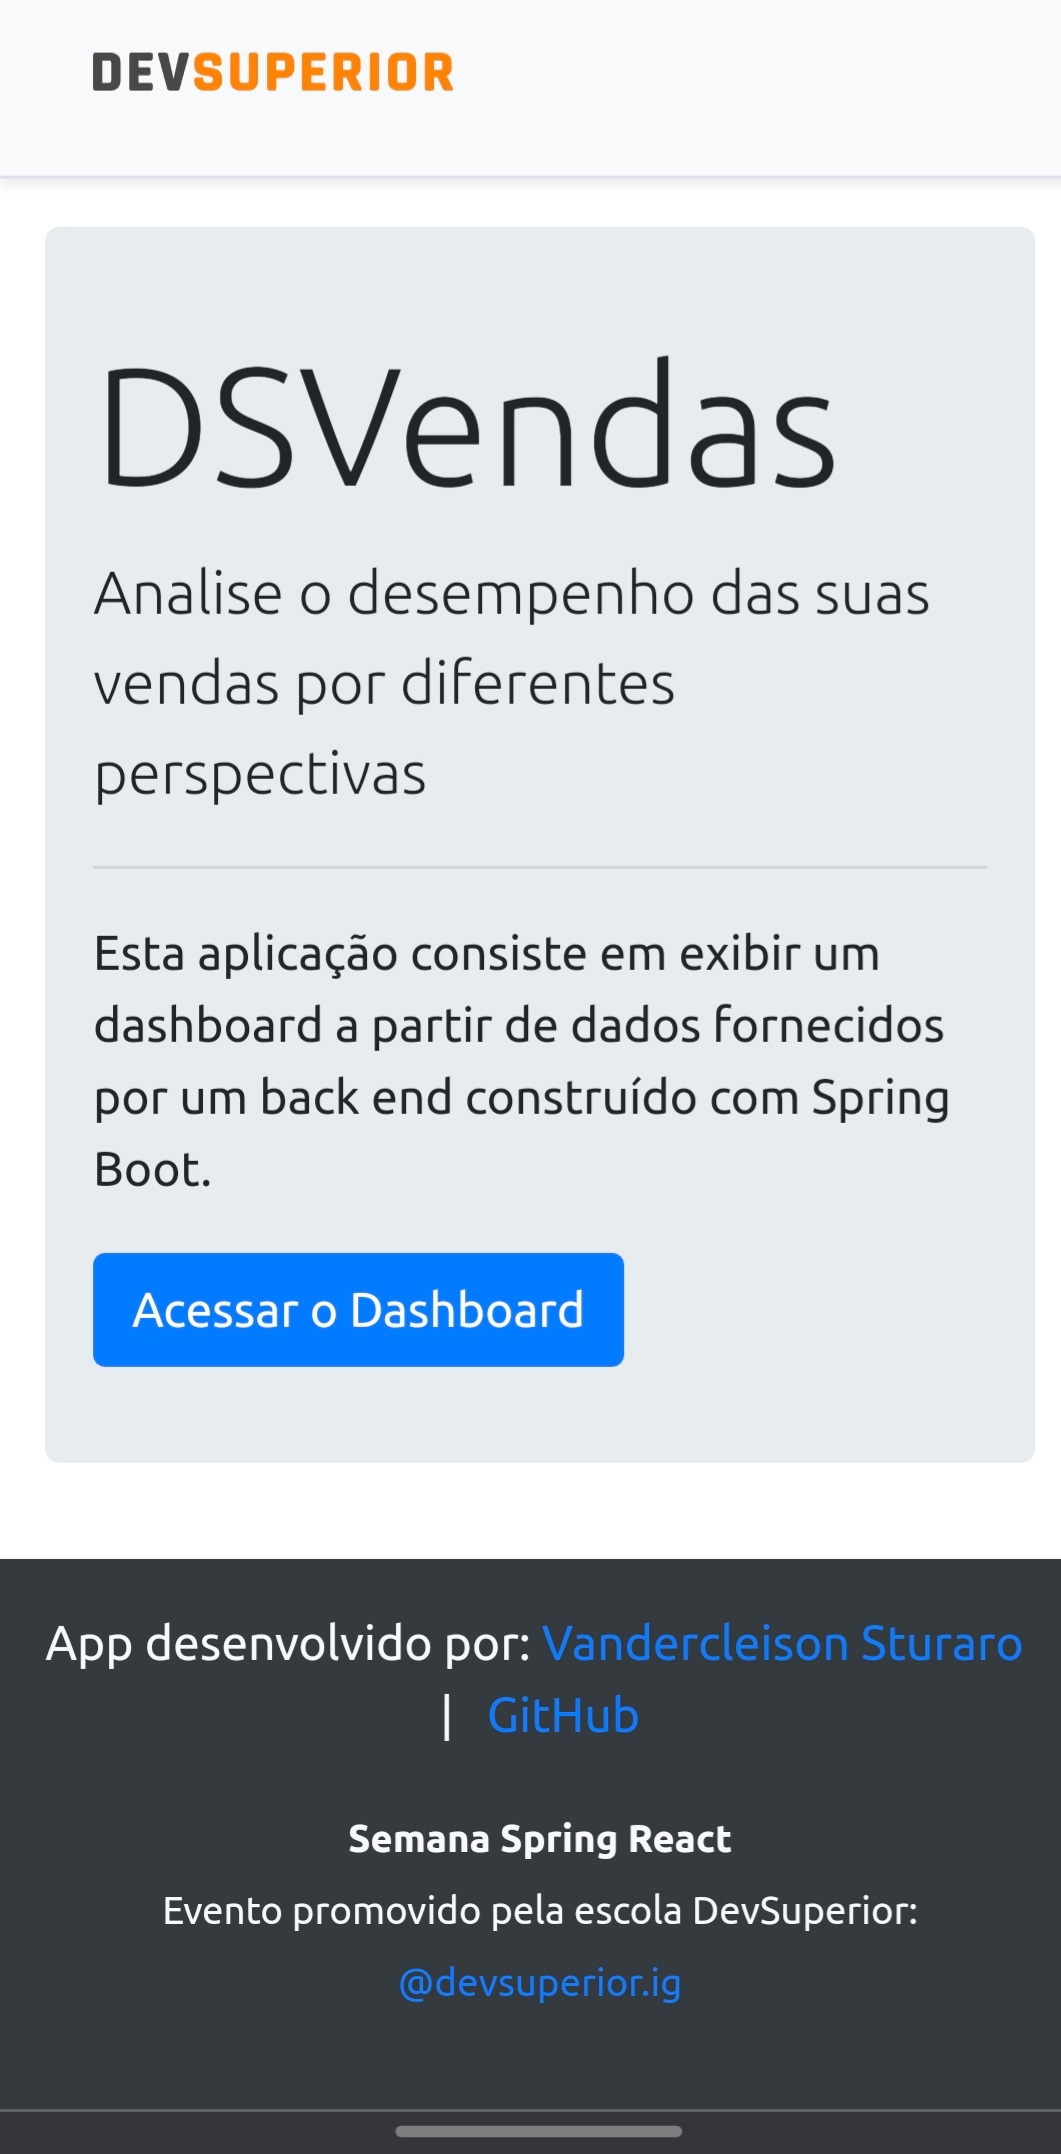 DEVSUPERIOR
DSVendas
Analise o desempenho das suas
vendas por diferentes
perspectivas
Esta aplicação consiste em exibir um
dashboard a partir de dados fornecidos
por um back end construído com Spring
Boot.
Acessar o Dashboard
App desenvolvido por: Vandercleison Sturaro
| GitHub
Semana Spring React
Evento promovido pela escola DevSuperior:
@devsuperior.ig